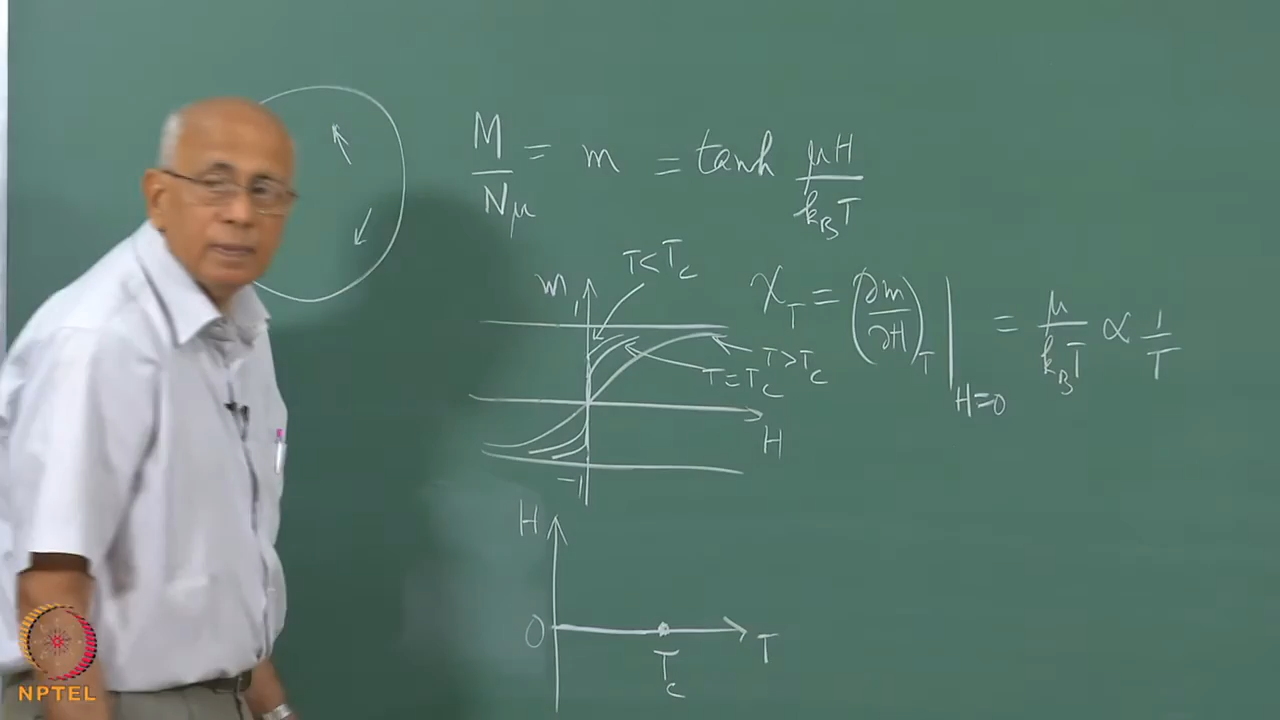 M/Nμ = m = tanh μH/k_BT
T<T_c
m
1
χ_T = (∂m/∂H)_T |_{H=0} = μ/k_BT ∝ 1/T
T>T_c
T=T_c
H
-1
H
0
T_c
T
NPTEL